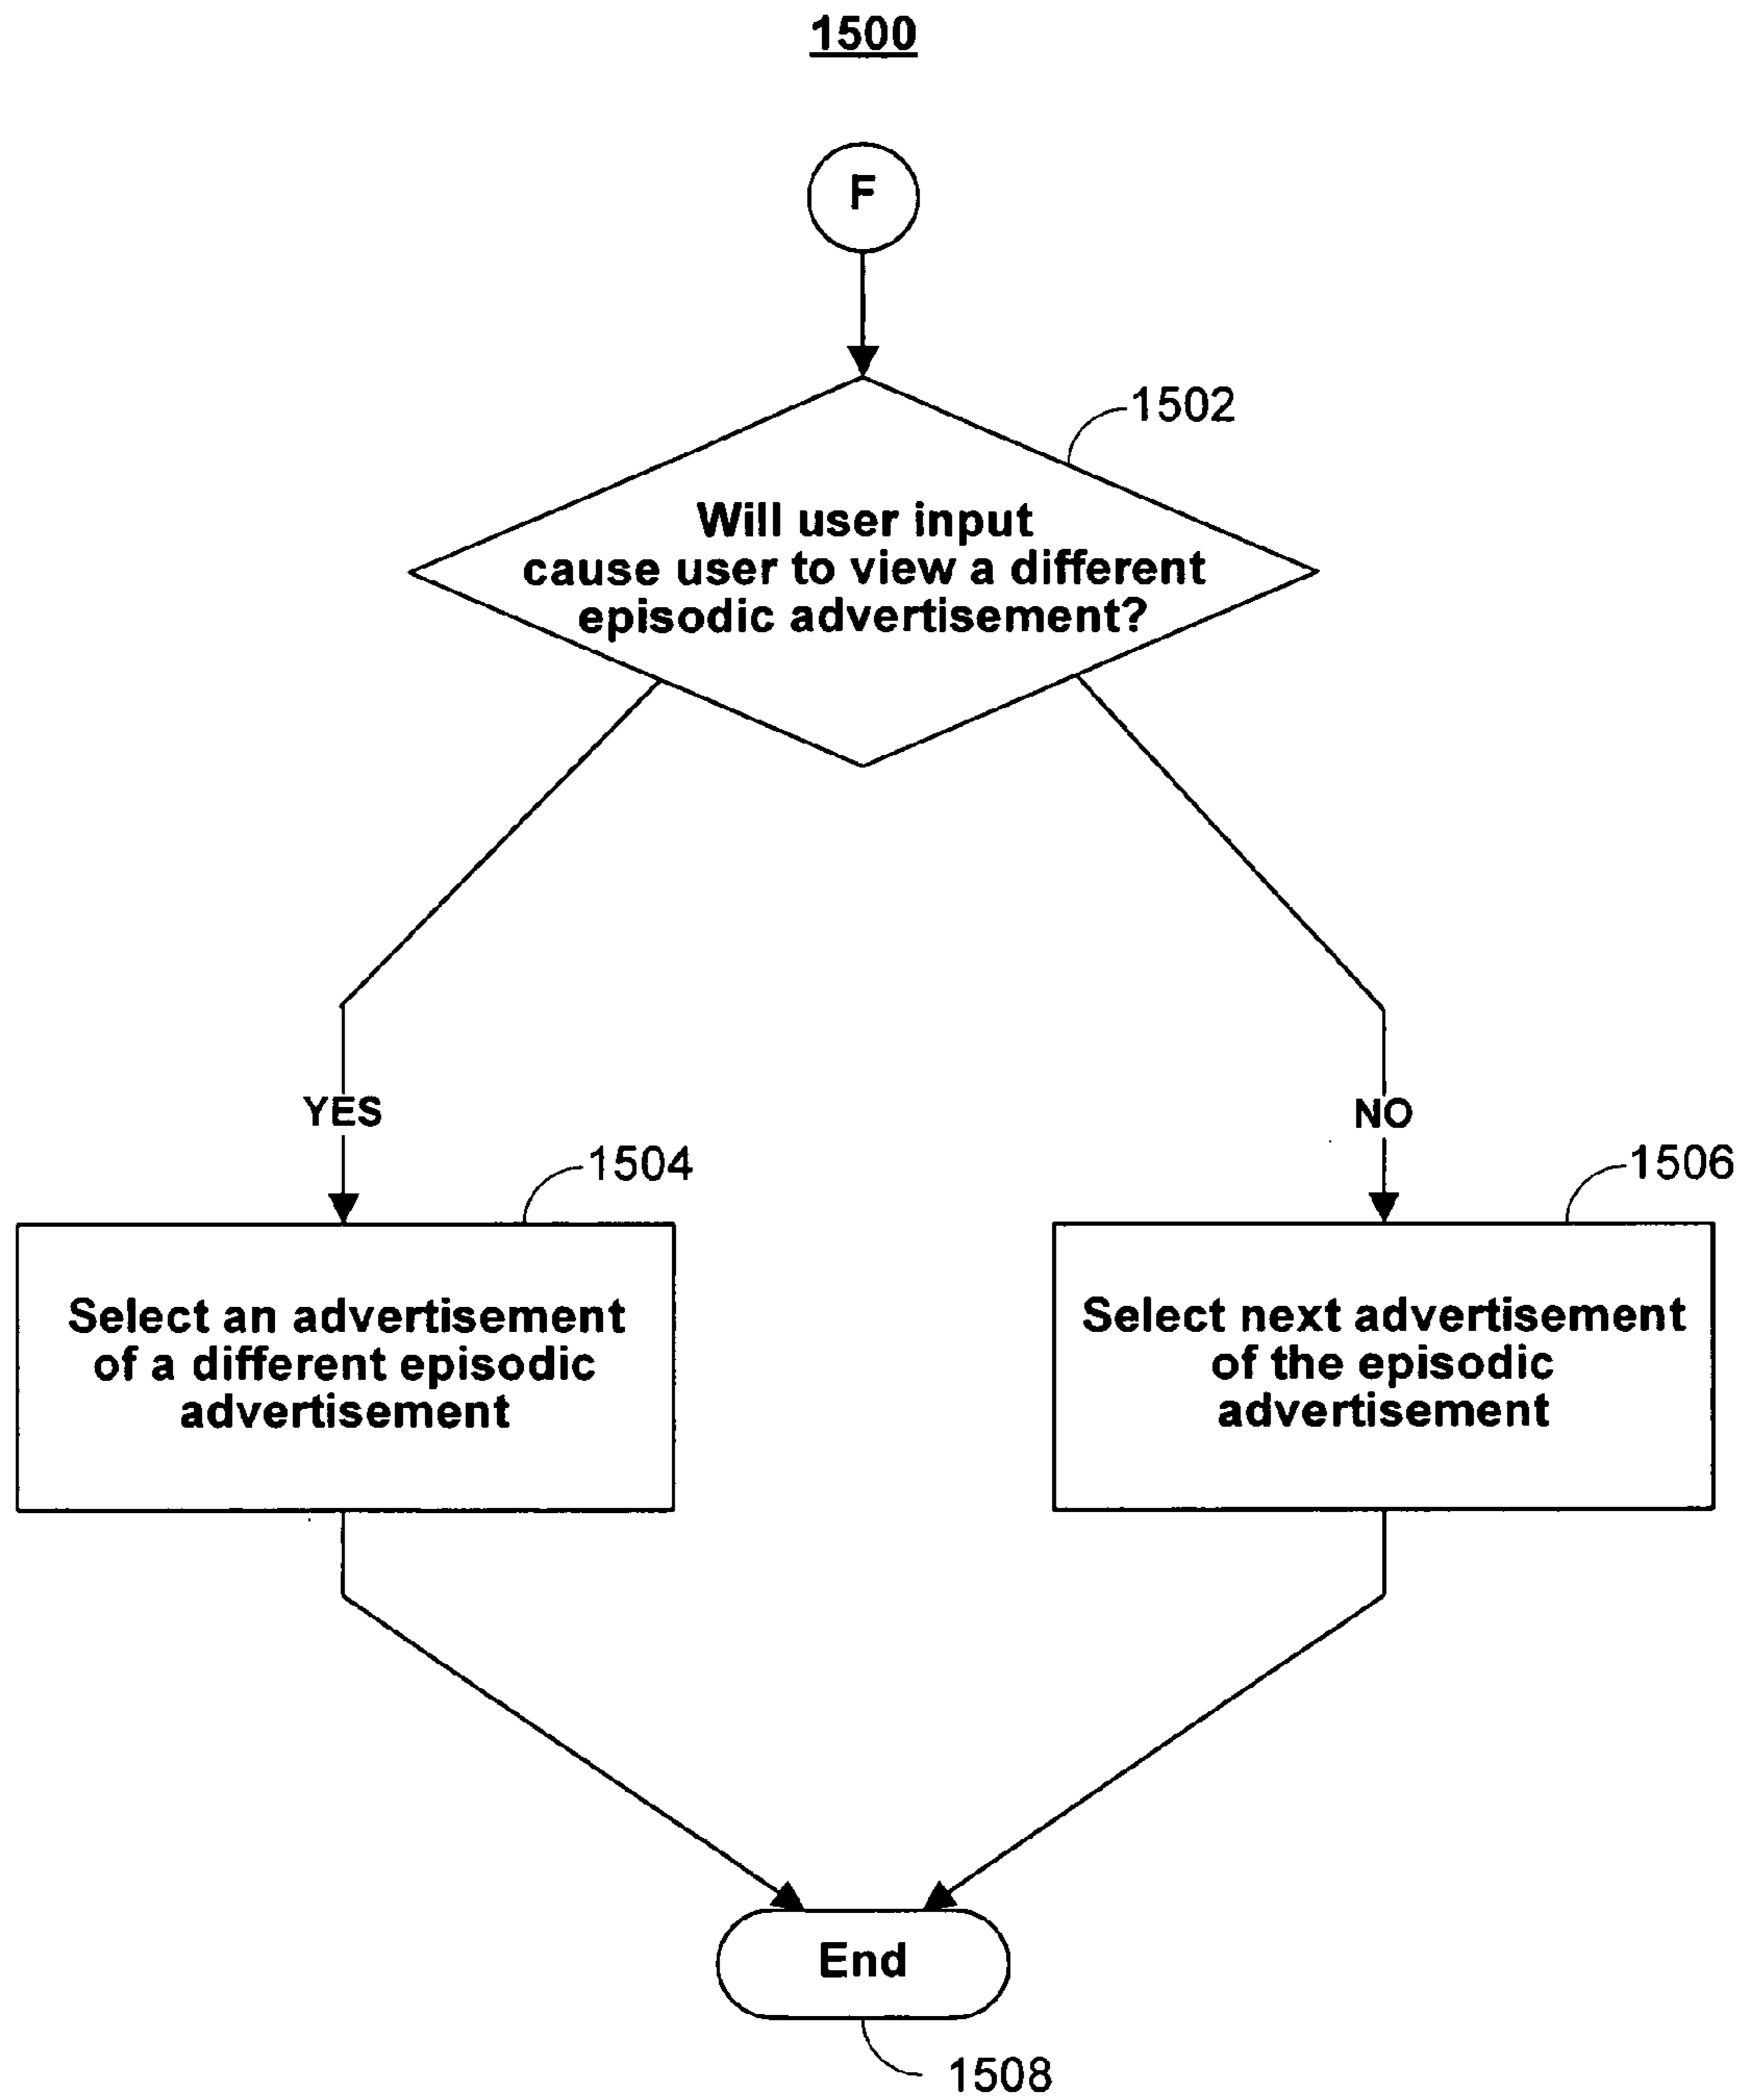 1500
F
1502
Will user input
cause user to view a different
episodic advertisement?
YES
NO
1504
1506
Select an advertisement
of a different episodic
advertisement
Select next advertisement
of the episodic
advertisement
End
1508